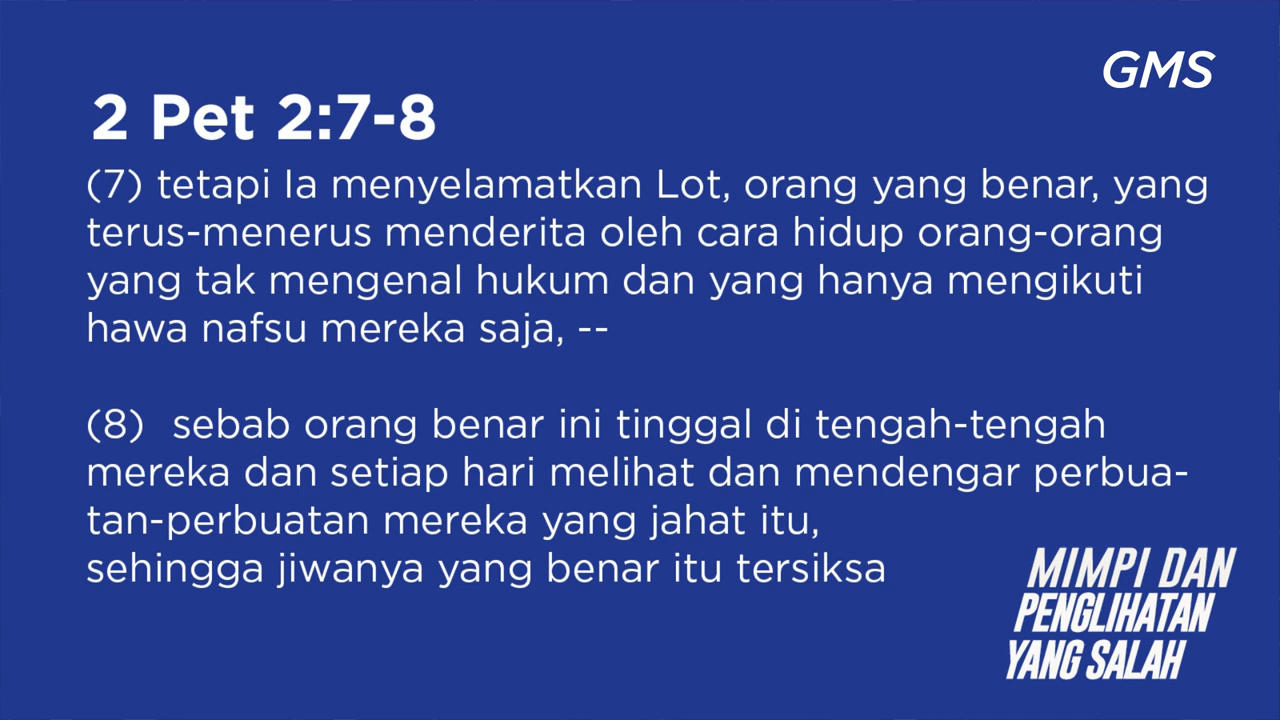 GMS
2 Pet 2:7-8
(7) tetapi Ia menyelamatkan Lot, orang yang benar, yang
terus-menerus menderita oleh cara hidup orang-orang
yang tak mengenal hukum dan yang hanya mengikuti
hawa nafsu mereka saja, --
(8) sebab orang benar ini tinggal di tengah-tengah
mereka dan setiap hari melihat dan mendengar perbua-
tan-perbuatan mereka yang jahat itu,
sehingga jiwanya yang benar itu tersiksa
MIMPI DAN
PENGLIHATAN
YANG SALAH